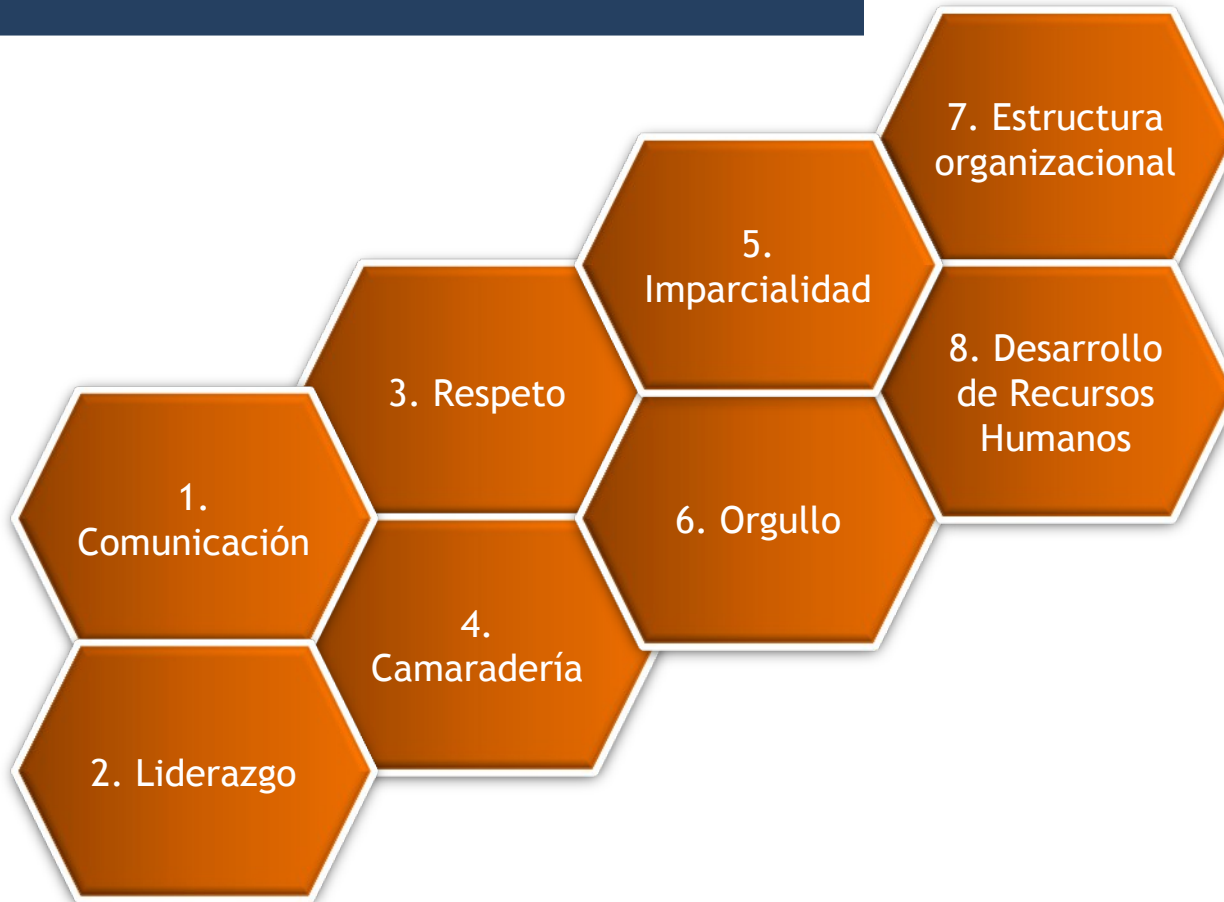 1.
Comunicación
2. Liderazgo
3. Respeto
4.
Camaradería
5.
Imparcialidad
6. Orgullo
7. Estructura
organizacional
8. Desarrollo
de Recursos
Humanos